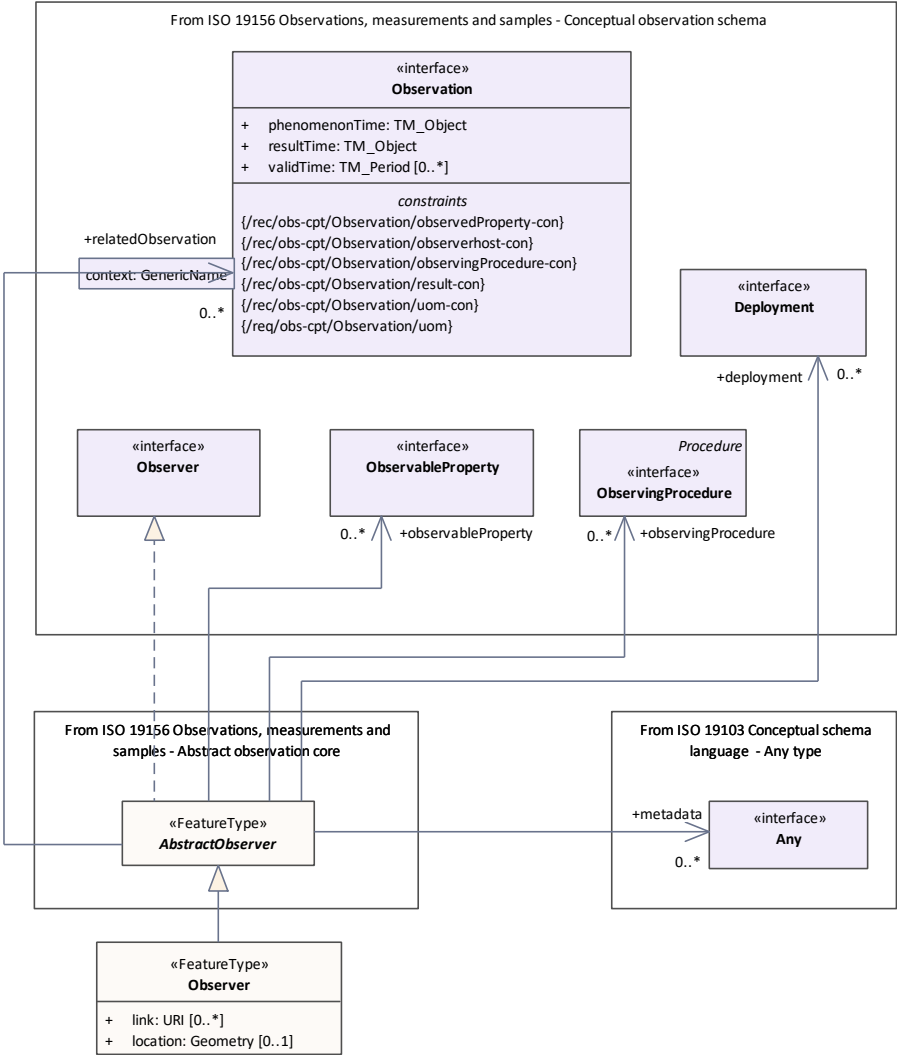 From ISO 19156 Observations, measurements and samples - Conceptual observation schema
«interface»
Observation
+ phenomenonTime: TM_Object
+ resultTime: TM_Object
+ validTime: TM_Period [0..*]
constraints
{/rec/obs-cpt/Observation/observedProperty-con}
{/rec/obs-cpt/Observation/observerhost-con}
{/rec/obs-cpt/Observation/observingProcedure-con}
{/rec/obs-cpt/Observation/result-con}
{/rec/obs-cpt/Observation/uom-con}
{/req/obs-cpt/Observation/uom}
+relatedObservation
context: GenericName
0..*
«interface»
Deployment
+deployment
0..*
«interface»
Observer
«interface»
ObservableProperty
Procedure
«interface»
ObservingProcedure
0..*
+observableProperty
0..*
+observingProcedure
From ISO 19156 Observations, measurements and
samples - Abstract observation core
From ISO 19103 Conceptual schema
language - Any type
«FeatureType»
AbstractObserver
+metadata
0..*
«interface»
Any
«FeatureType»
Observer
+ link: URI [0..*]
+ location: Geometry [0..1]